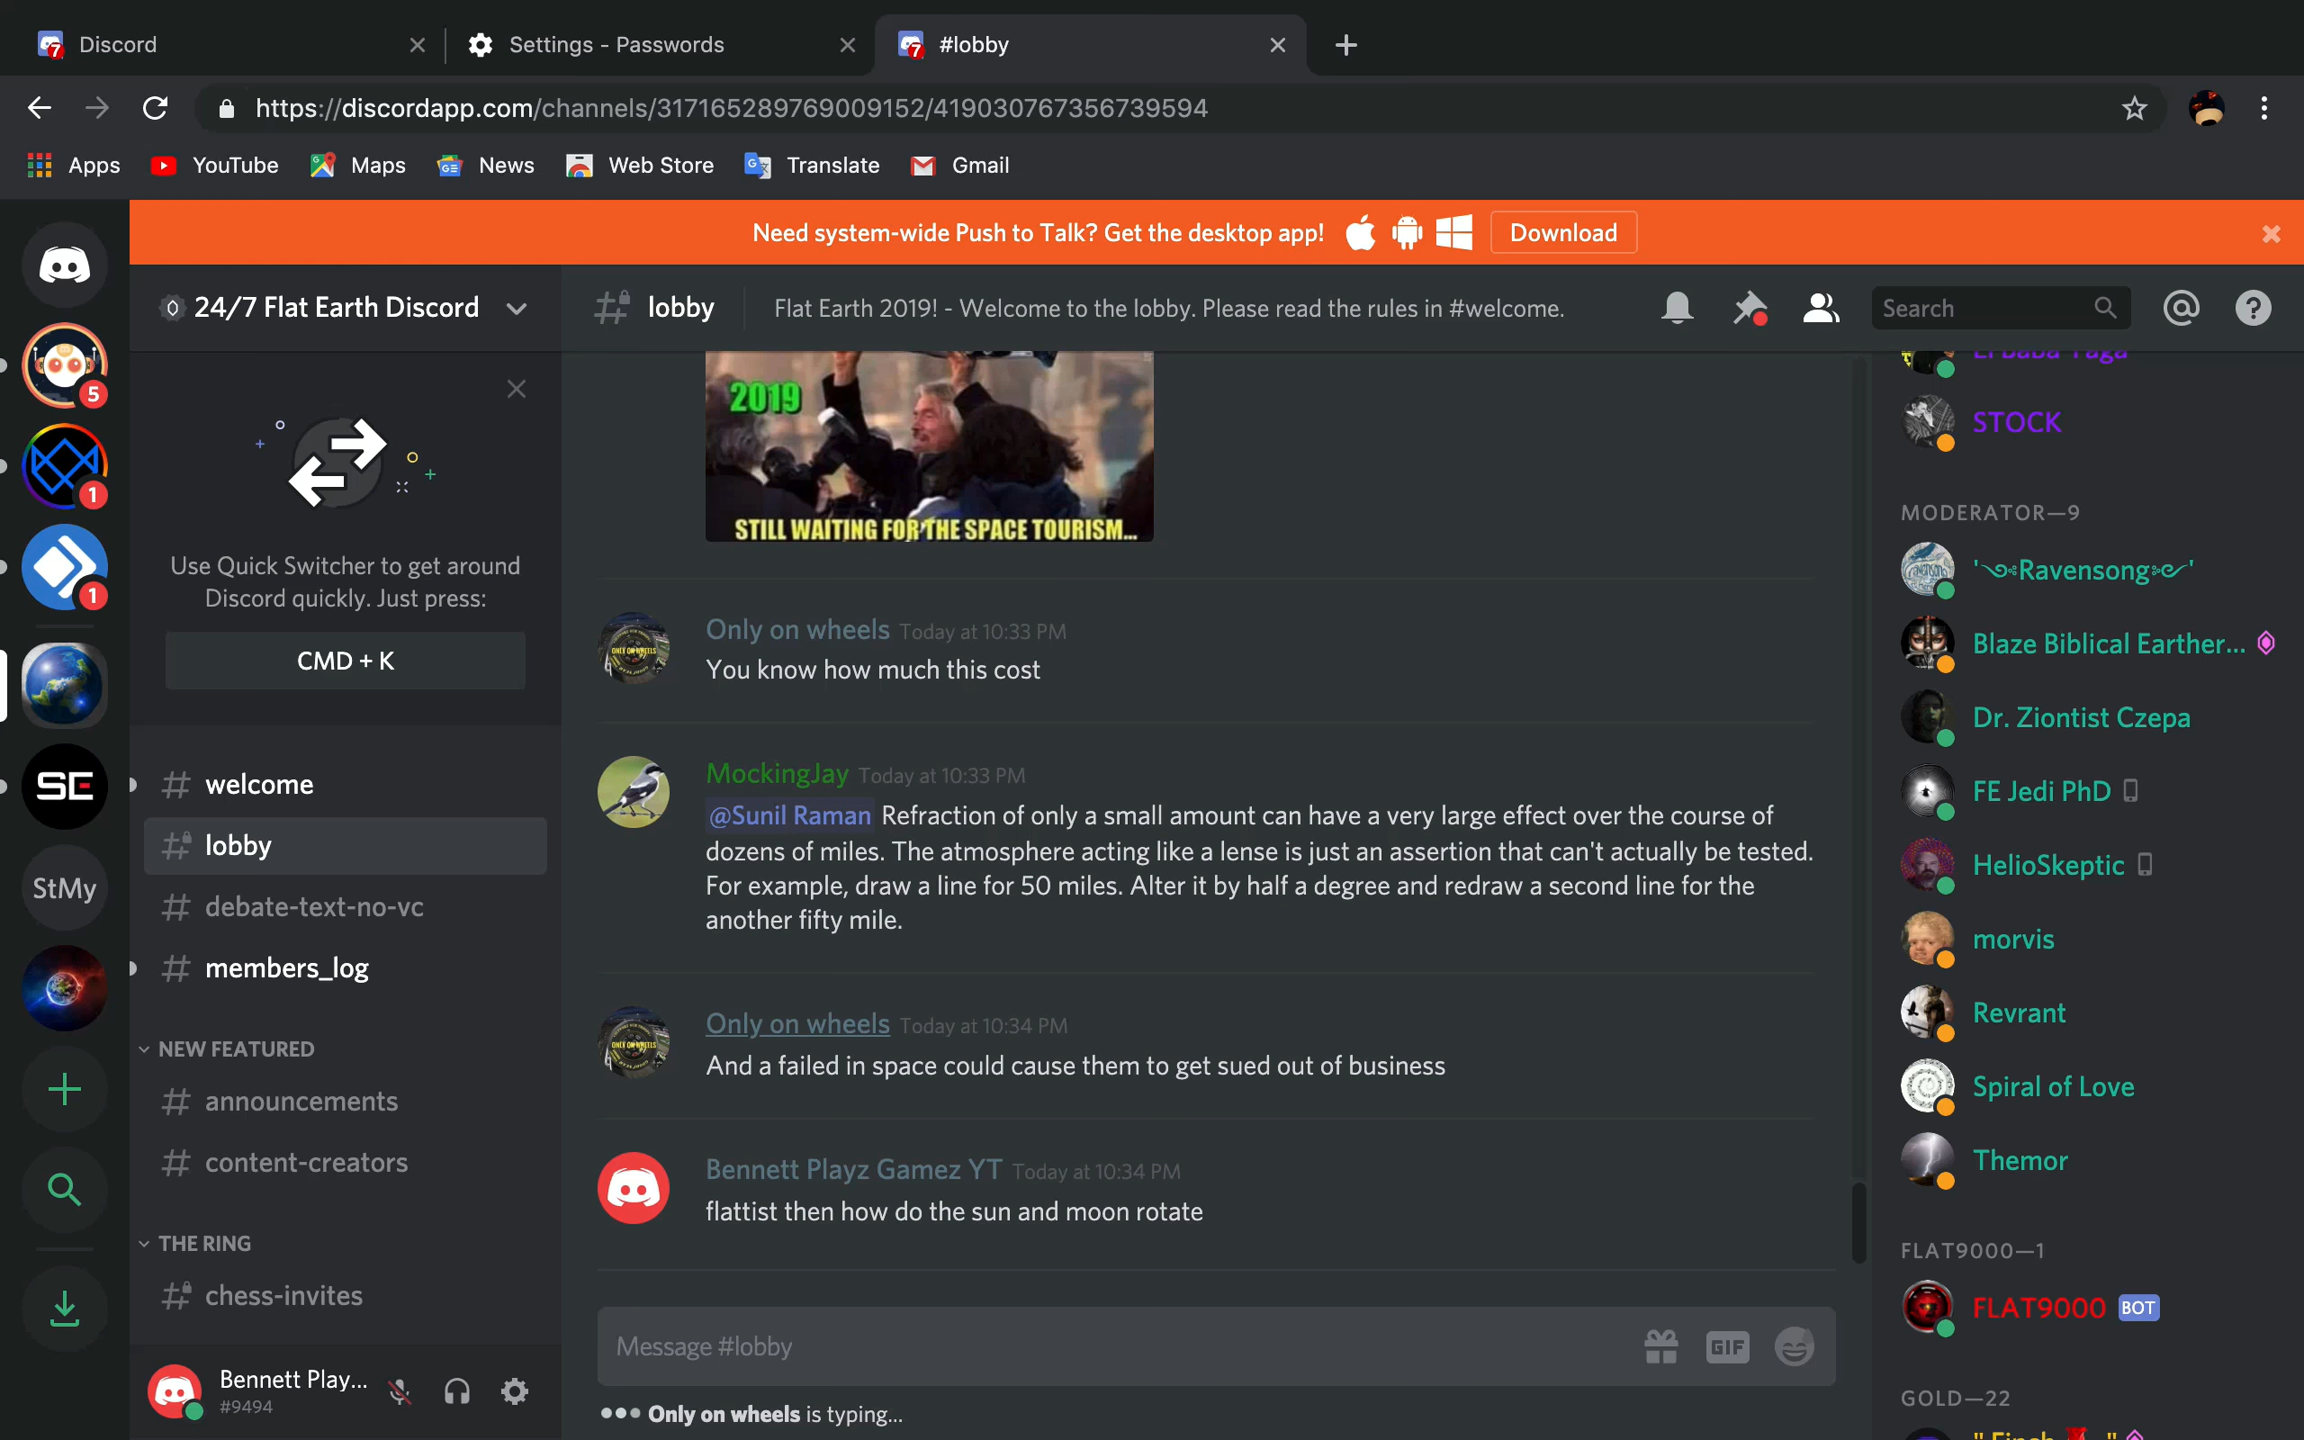 Discord
Settings - Passwords
#lobby
https://discordapp.com/channels/317165289769009152/419030767356739594
Apps
YouTube
Maps
News
Web Store
Translate
Gmail
Need system-wide Push to Talk? Get the desktop app!
Download
24/7 Flat Earth Discord
lobby
Flat Earth 2019! - Welcome to the lobby. Please read the rules in #welcome.
Search
5
1
1
SE
StMy
Use Quick Switcher to get around
Discord quickly. Just press:
CMD + K
# welcome
# lobby
# debate-text-no-vc
# members_log
NEW FEATURED
# announcements
# content-creators
THE RING
# chess-invites
Bennett Play...
#9494
2019
STILL WAITING FOR THE SPACE TOURISM...
Only on wheels Today at 10:33 PM
You know how much this cost
MockingJay Today at 10:33 PM
@Sunil Raman Refraction of only a small amount can have a very large effect over the course of
dozens of miles. The atmosphere acting like a lense is just an assertion that can't actually be tested.
For example, draw a line for 50 miles. Alter it by half a degree and redraw a second line for the
another fifty mile.
Only on wheels Today at 10:34 PM
And a failed in space could cause them to get sued out of business
Bennett Playz Gamez YT Today at 10:34 PM
flattist then how do the sun and moon rotate
Message #lobby
GIF
Only on wheels is typing...
El Baba Yaga
STOCK
MODERATOR—9
'༄Ravensong༄'
Blaze Biblical Earther...
Dr. Ziontist Czepa
FE Jedi PhD
HelioSkeptic
morvis
Revrant
Spiral of Love
Themor
FLAT9000—1
FLAT9000 BOT
GOLD—22